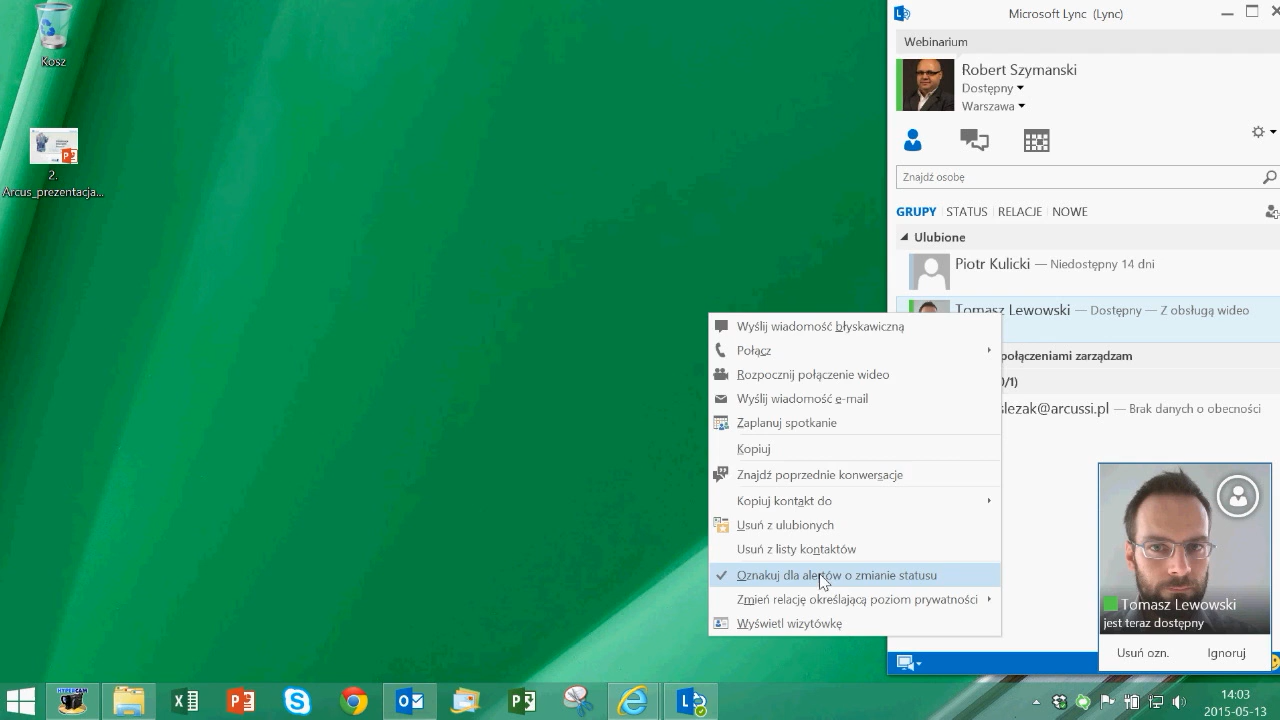 Kosz
2.
Arcus_prezentacja...
Microsoft Lync (Lync)
Webinarium
Robert Szymanski
Dostępny
Warszawa
Znajdź osobę
GRUPY STATUS RELACJE NOWE
Ulubione
Piotr Kulicki — Niedostępny 14 dni
Tomasz Lewowski — Dostępny — Z obsługą wideo
połączeniami zarządzam
0/1)
slezak@arcussi.pl — Brak danych o obecności
Wyślij wiadomość błyskawiczną
Połącz
Rozpocznij połączenie wideo
Wyślij wiadomość e-mail
Zaplanuj spotkanie
Kopiuj
Znajdź poprzednie konwersacje
Kopiuj kontakt do
Usuń z ulubionych
Usuń z listy kontaktów
Oznakuj dla alertów o zmianie statusu
Zmień relację określającą poziom prywatności
Wyświetl wizytówkę
Tomasz Lewowski
jest teraz dostępny
Usuń ozn. Ignoruj
HYPERCAM
14:03
2015-05-13